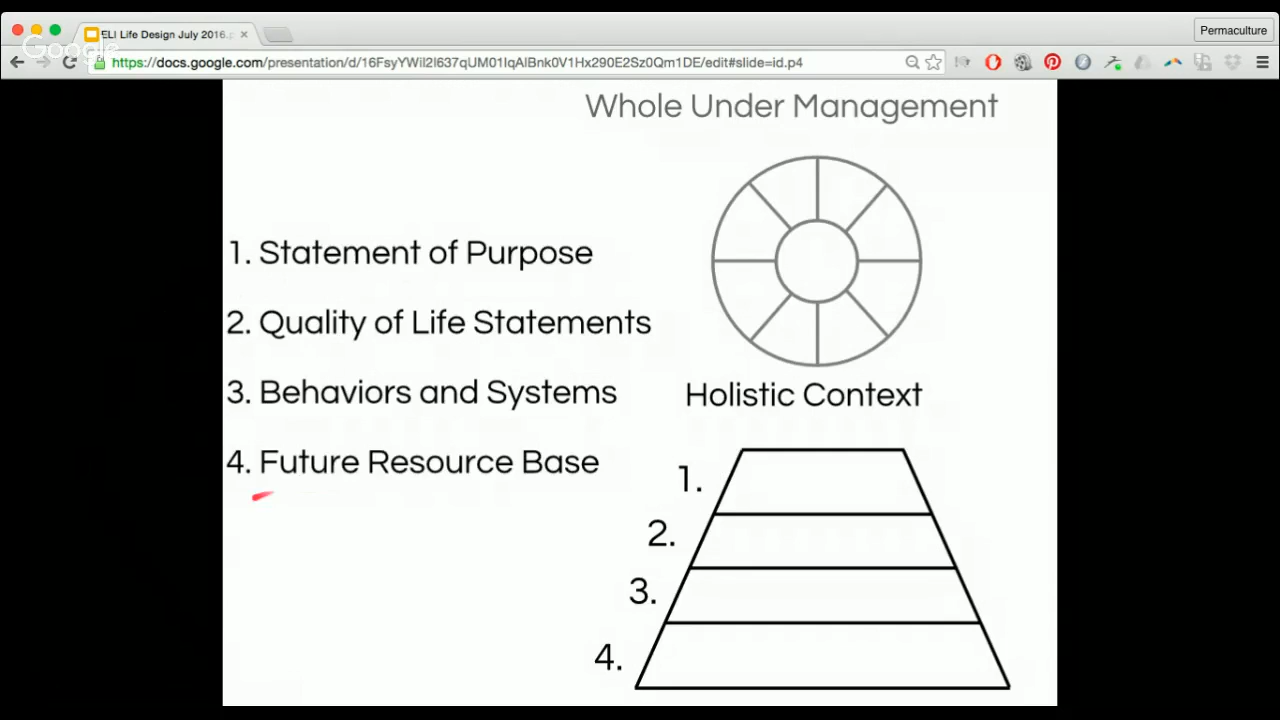 ELI Life Design July 2016.p
Permaculture
Google
https://docs.google.com/presentation/d/16FsyYWil2I637qUM01IqAIBnk0V1Hx290E2Sz0Qm1DE/edit#slide=id.p4
Whole Under Management
1. Statement of Purpose
2. Quality of Life Statements
3. Behaviors and Systems
4. Future Resource Base
Holistic Context
1.
2.
3.
4.